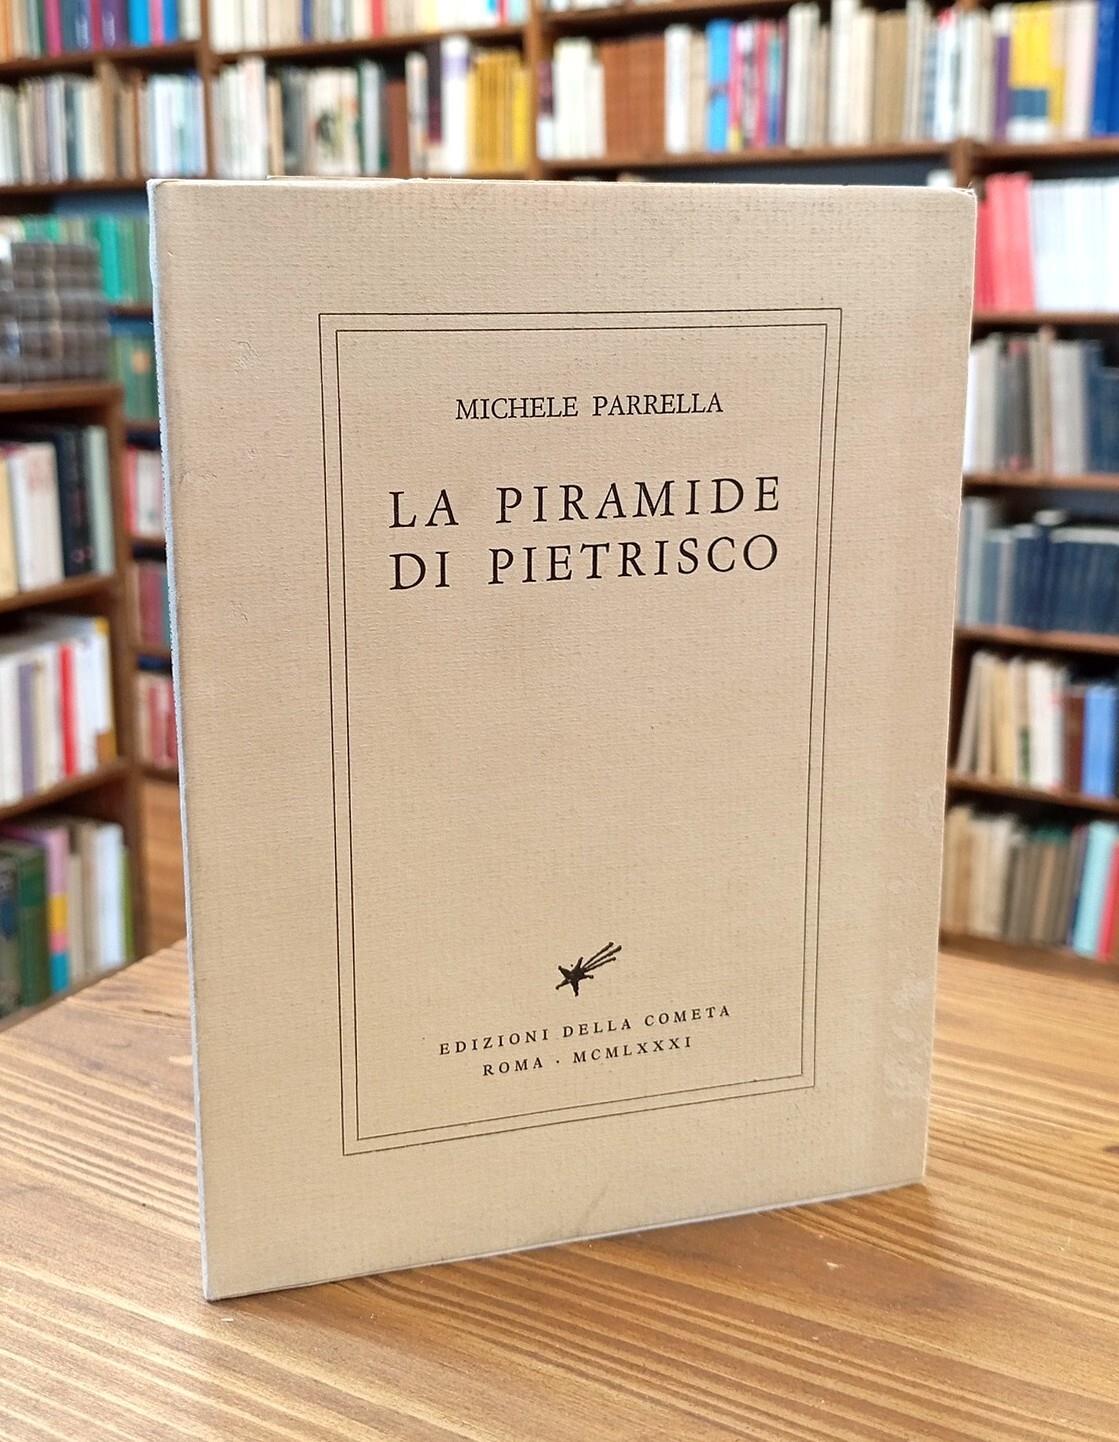 MICHELE PARRELLA
LA PIRAMIDE
DI PIETRISCO
EDIZIONI DELLA COMETA
ROMA · MCMLXXXI